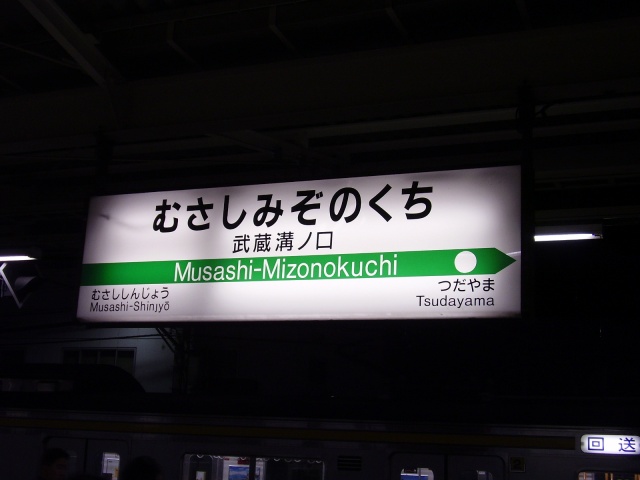 むさしみぞのくち
武蔵溝ノ口
Musashi-Mizonokuchi
むさししんじょう
Musashi-Shinjyō
つだやま
Tsudayama
回送